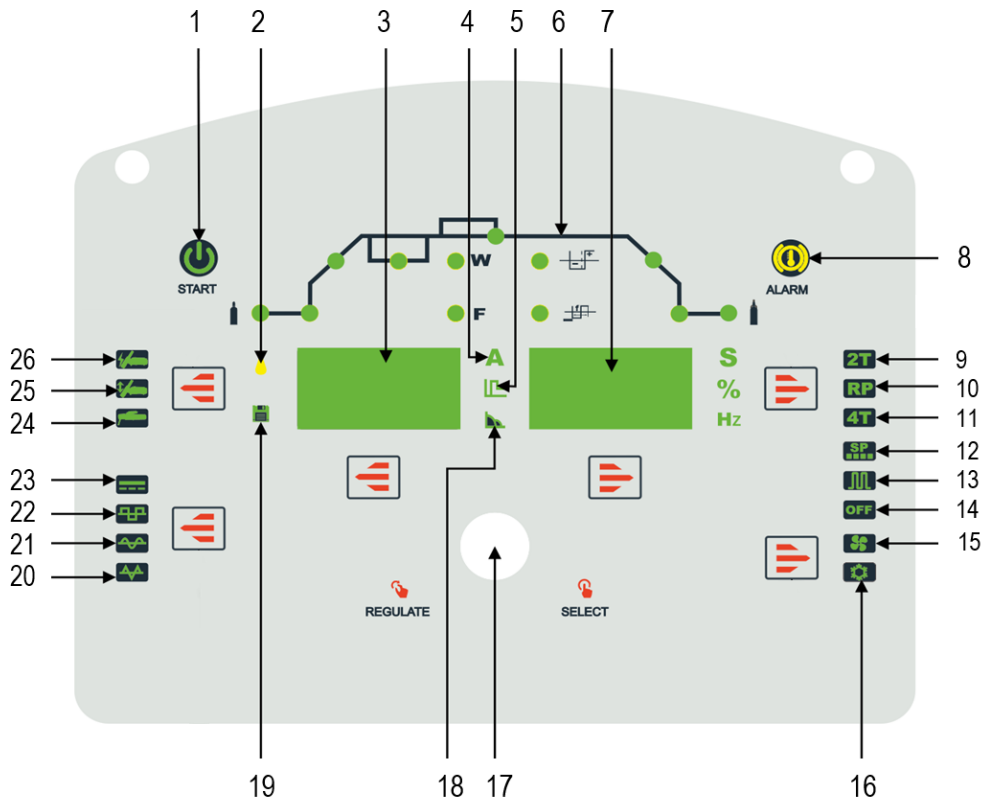 1 2 3 4 5 6 7
START
W
8
ALARM
F
26 A S 2T 9
25 % RP 10
24 Hz 4T 11
SP 12
23 13
22 OFF 14
21 15
20
REGULATE SELECT
19 18 17 16